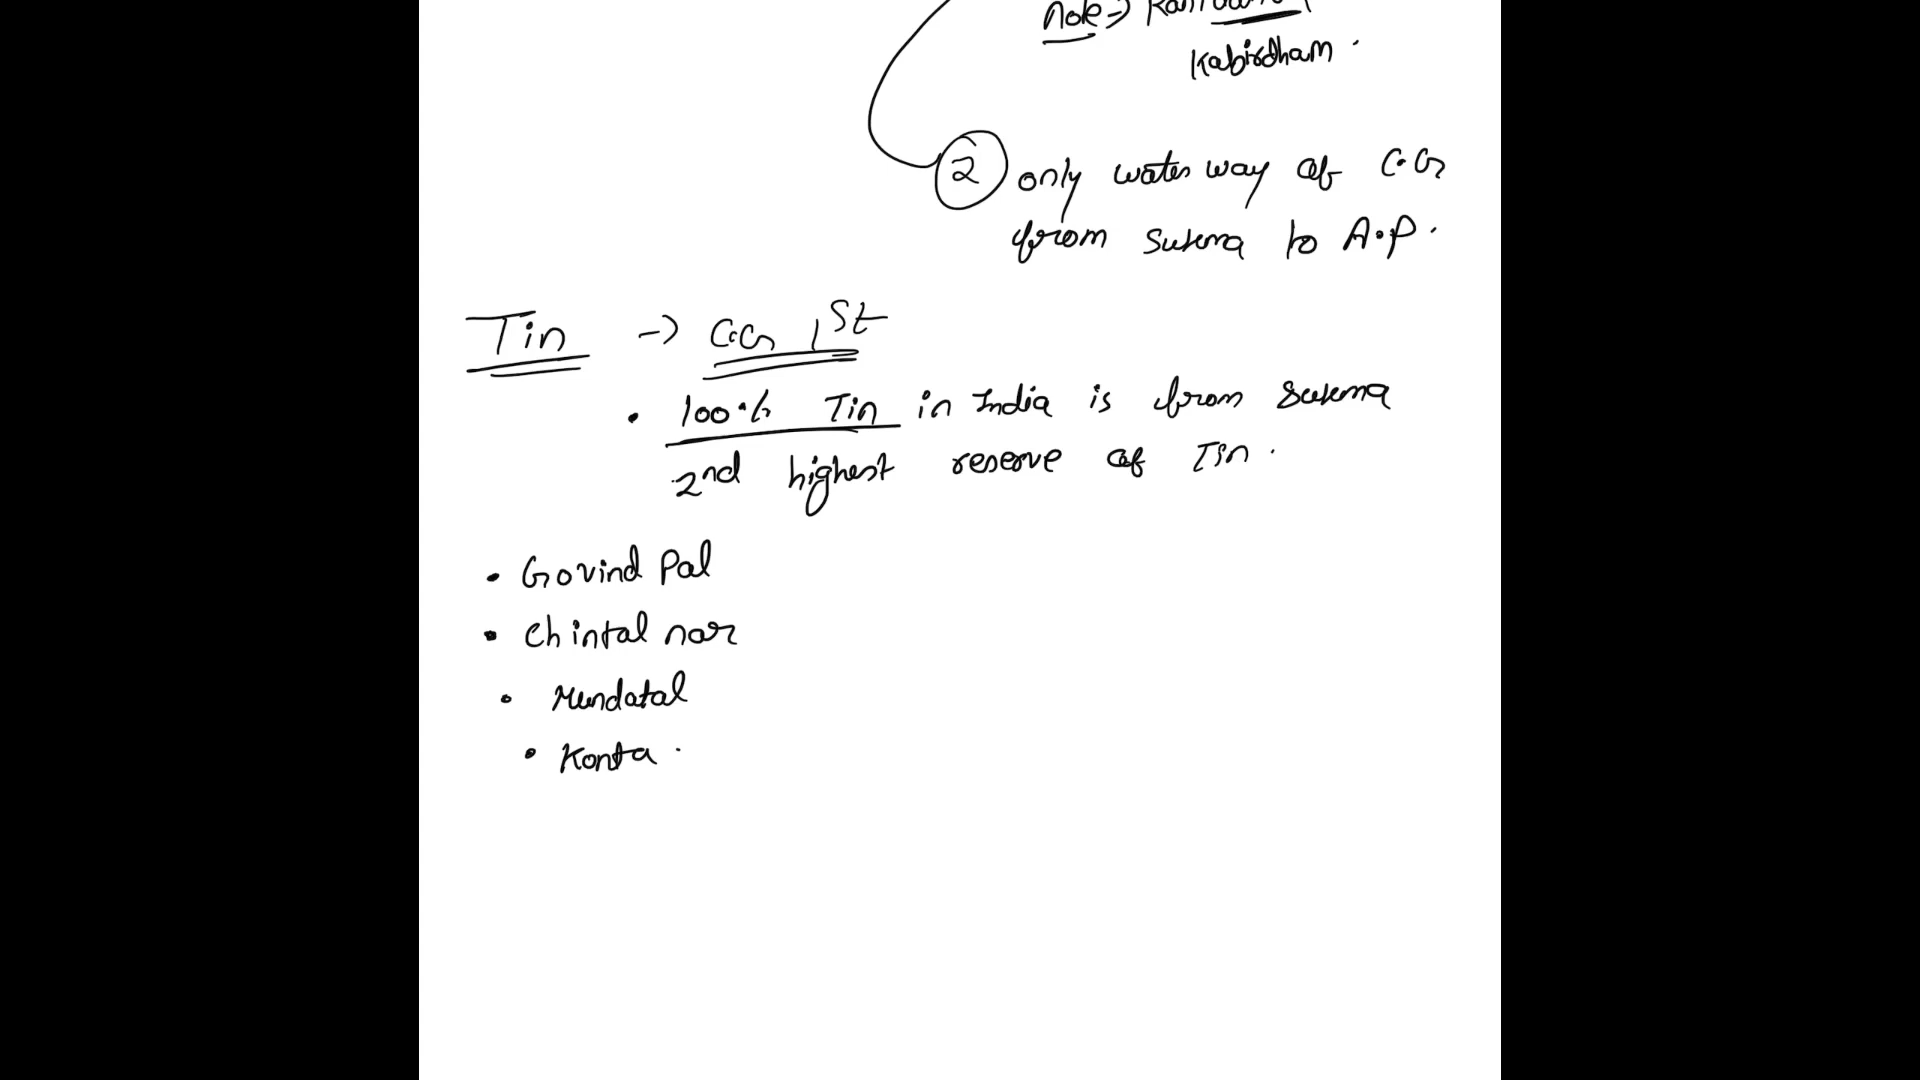 note →
Kabirdham.
② only water way of C.G
from Sukma to A.P.
Tin → C.G 1st
• 100% Tin in India is from Sukma
2nd highest reserve of Tin.
• Govind Pal
• Chintal nar
• Mundatal
• Konta.